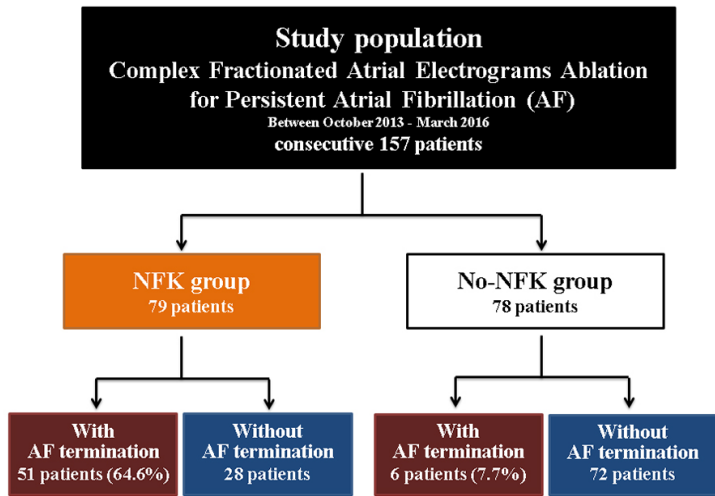 Study population
Complex Fractionated Atrial Electrograms Ablation
for Persistent Atrial Fibrillation (AF)
Between October 2013 - March 2016
consecutive 157 patients
NFK group
79 patients
No-NFK group
78 patients
With
AF termination
51 patients (64.6%)
Without
AF termination
28 patients
With
AF termination
6 patients (7.7%)
Without
AF termination
72 patients